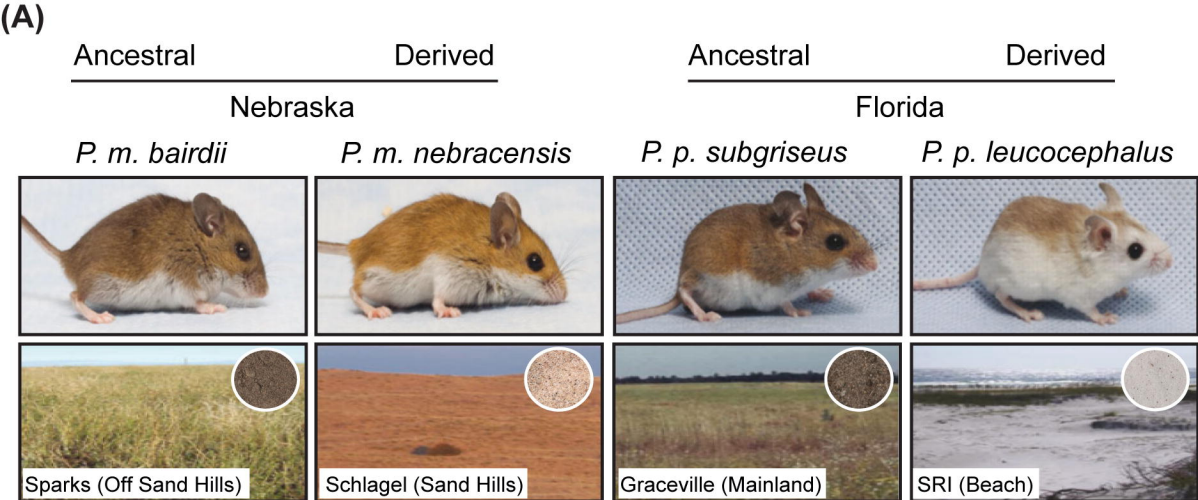 (A)
Ancestral Derived Ancestral Derived
Nebraska Florida
P. m. bairdii P. m. nebracensis P. p. subgriseus P. p. leucocephalus
Sparks (Off Sand Hills) Schlagel (Sand Hills) Graceville (Mainland) SRI (Beach)